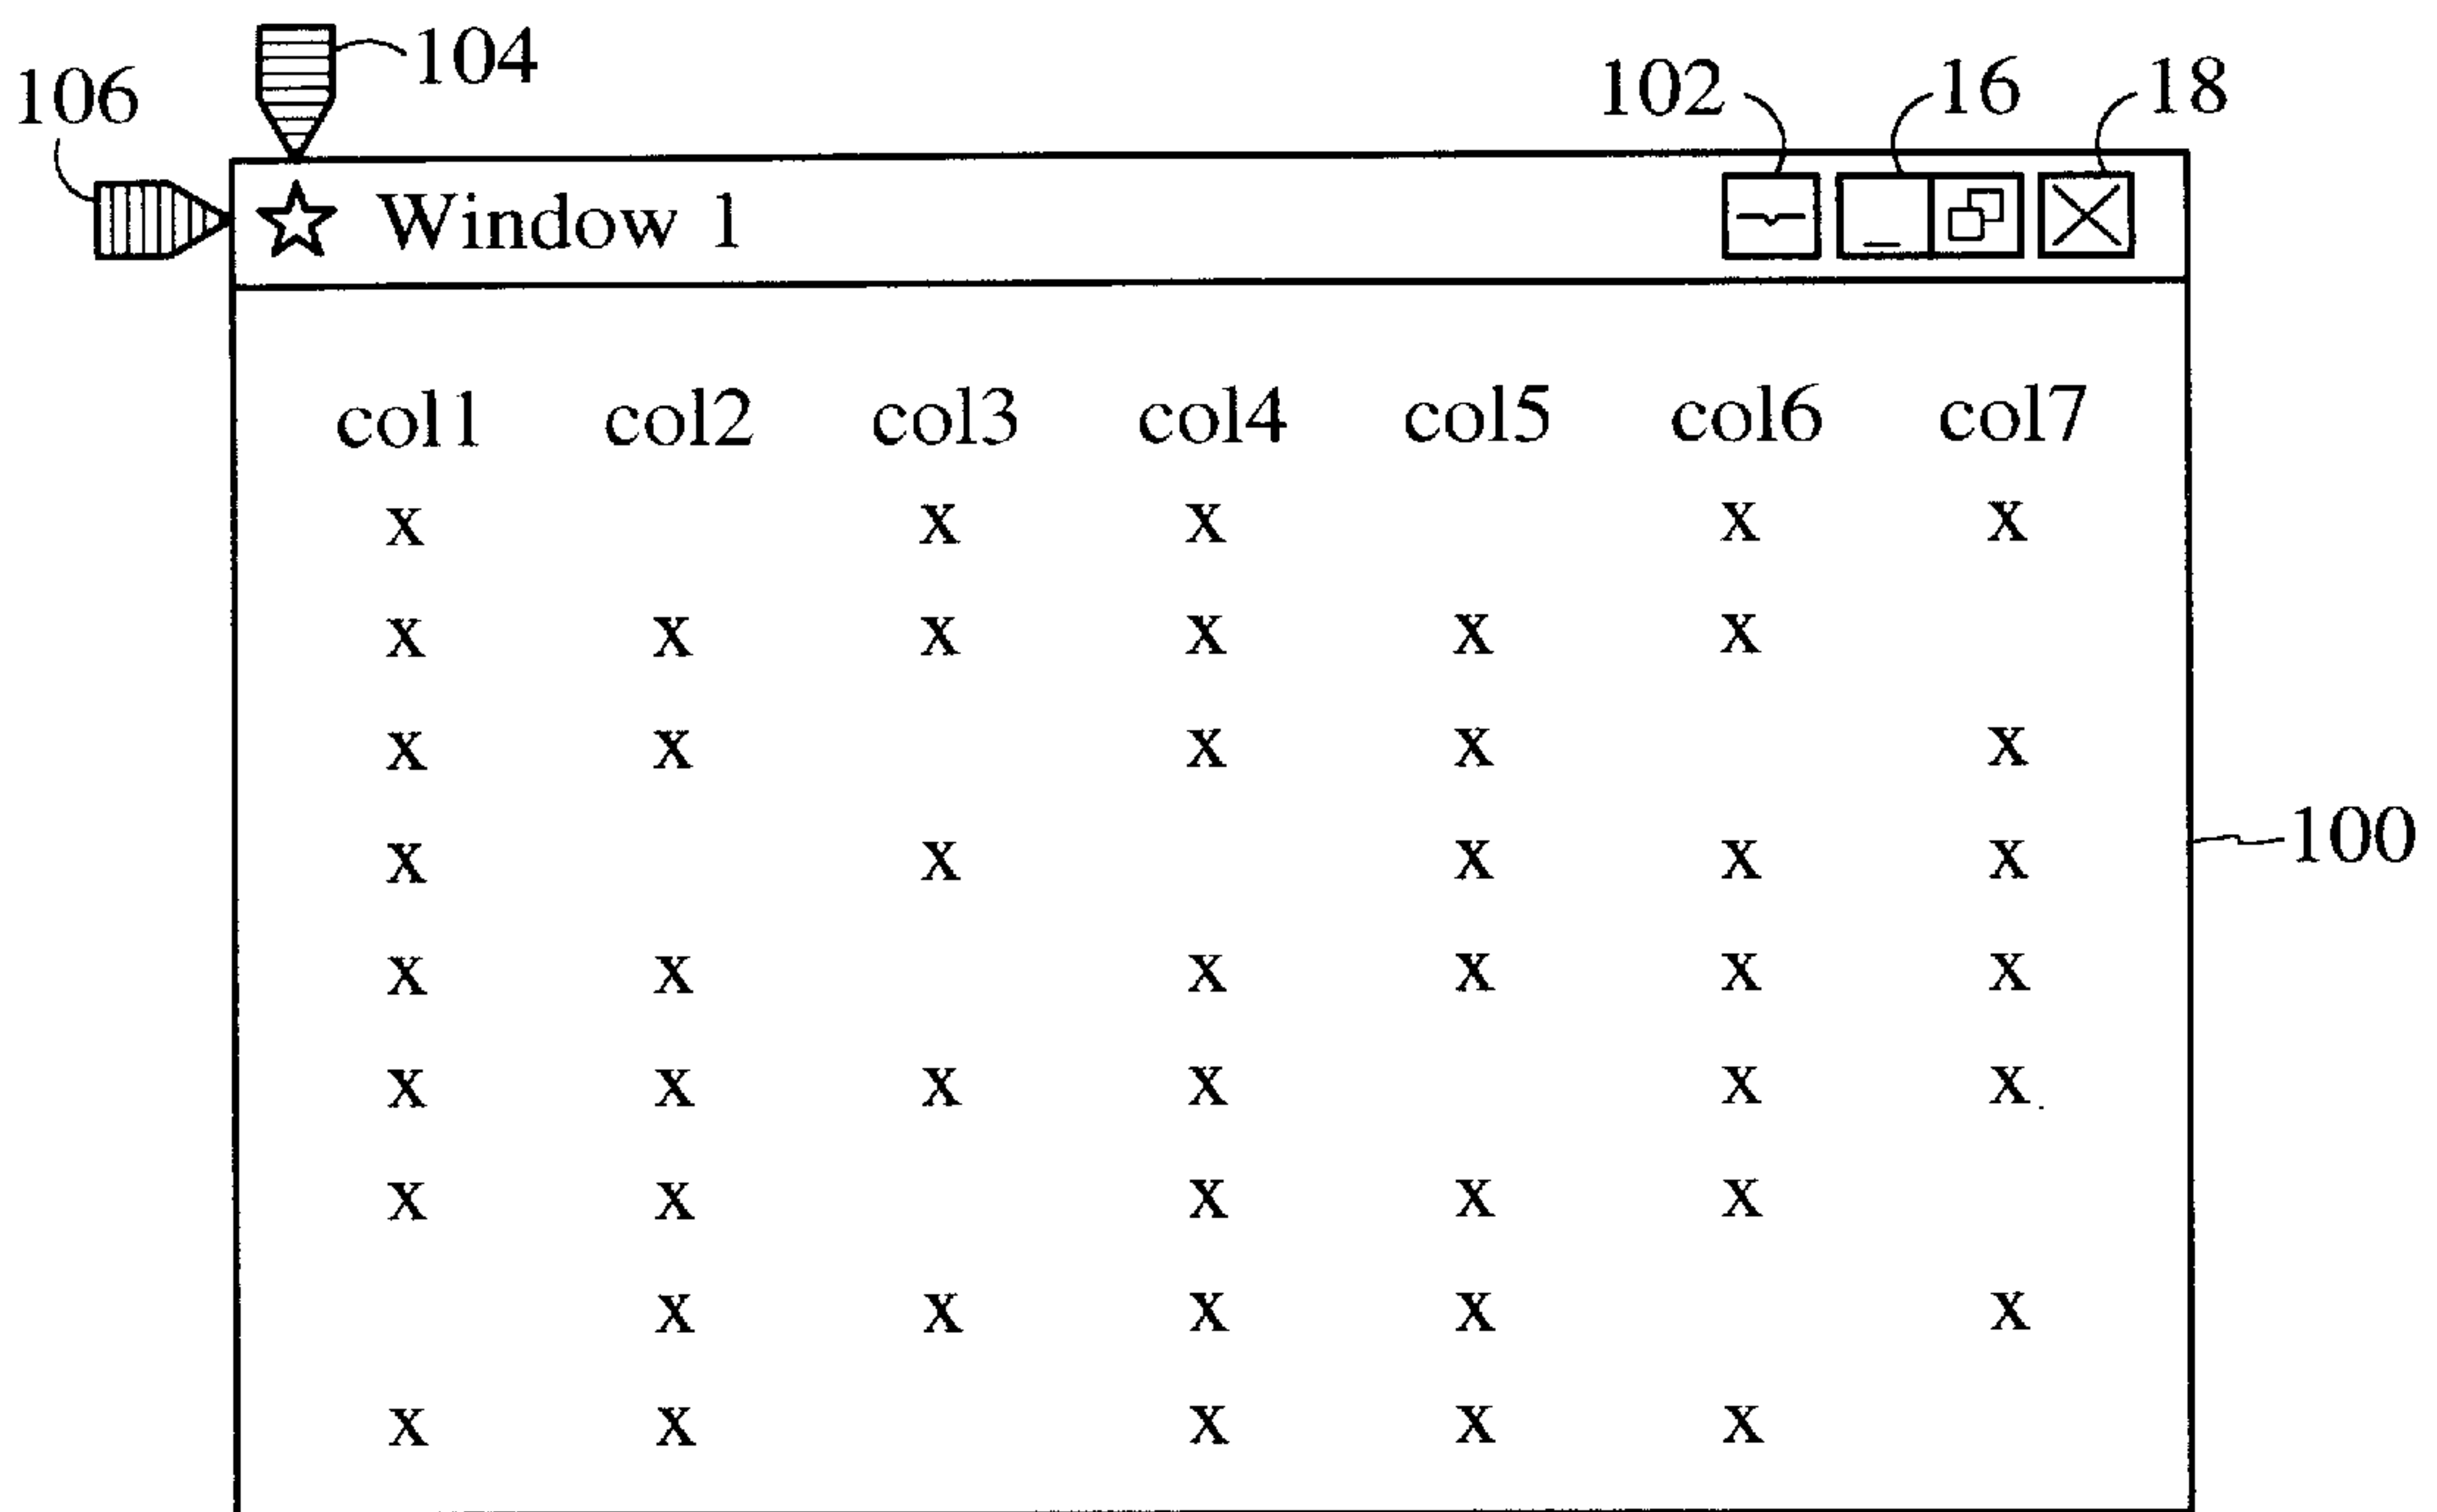 104
106
102 16 18
Window 1
col1 col2 col3 col4 col5 col6 col7
x x x x x
x x x x x x
x x x x x
x x x x x
100
x x x x x x
x x x x x x
x x x x x
x x x x x
x x x x x